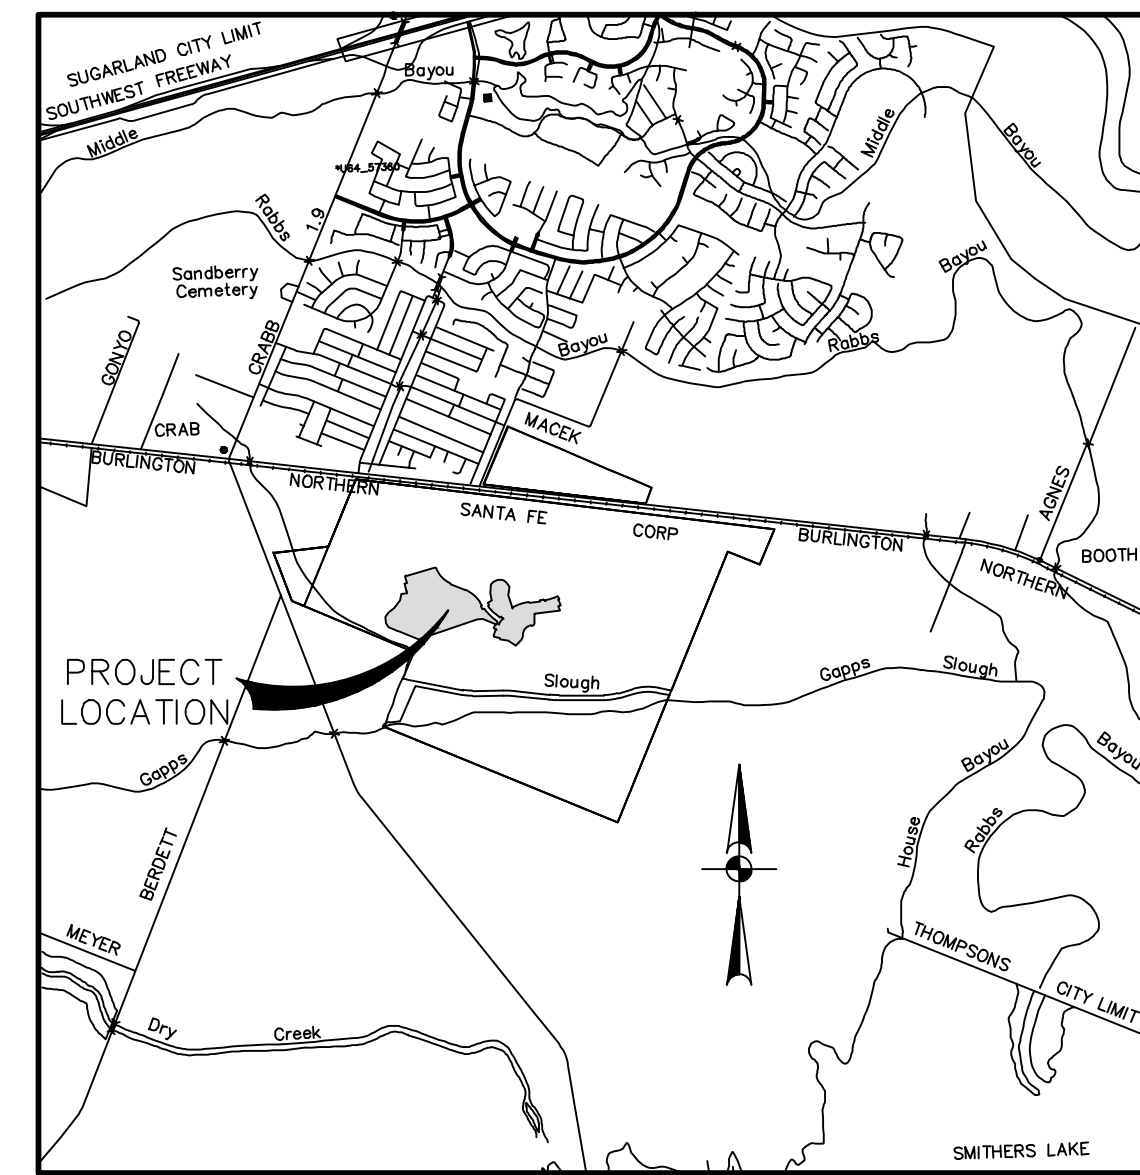 SUGARLAND CITY LIMIT
SOUTHWEST FREEWAY
Bayou
Middle
Middle
Bayou
*U64_57360
Rabbs
1.9
Sandberry
Cemetery
Bayou
GONYO
CRABB
Bayou
Rabbs
CRAB
MACEK
BURLINGTON
NORTHERN
SANTA FE
CORP
BURLINGTON
AGNES
BOOTH
NORTHERN
PROJECT
LOCATION
Slough
Gapps
Slough
Gapps
Bayou
Bayou
House
Rabbs
BERDETT
MEYER
THOMPSONS
CITY LIMIT
Dry
Creek
SMITHERS LAKE